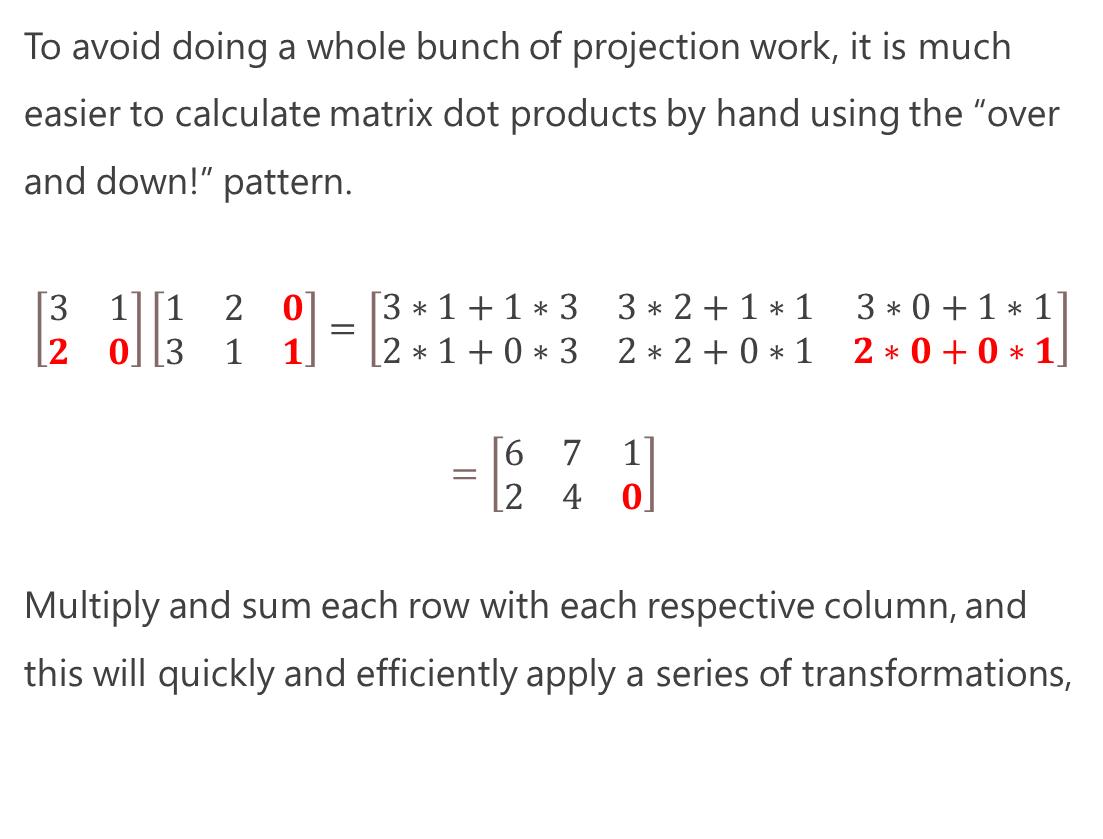 To avoid doing a whole bunch of projection work, it is much
easier to calculate matrix dot products by hand using the “over
and down!” pattern.
[3 1] [1 2 0] = [3 * 1 + 1 * 3 3 * 2 + 1 * 1 3 * 0 + 1 * 1]
[2 0] [3 1 1] [2 * 1 + 0 * 3 2 * 2 + 0 * 1 2 * 0 + 0 * 1]
= [6 7 1]
[2 4 0]
Multiply and sum each row with each respective column, and
this will quickly and efficiently apply a series of transformations,